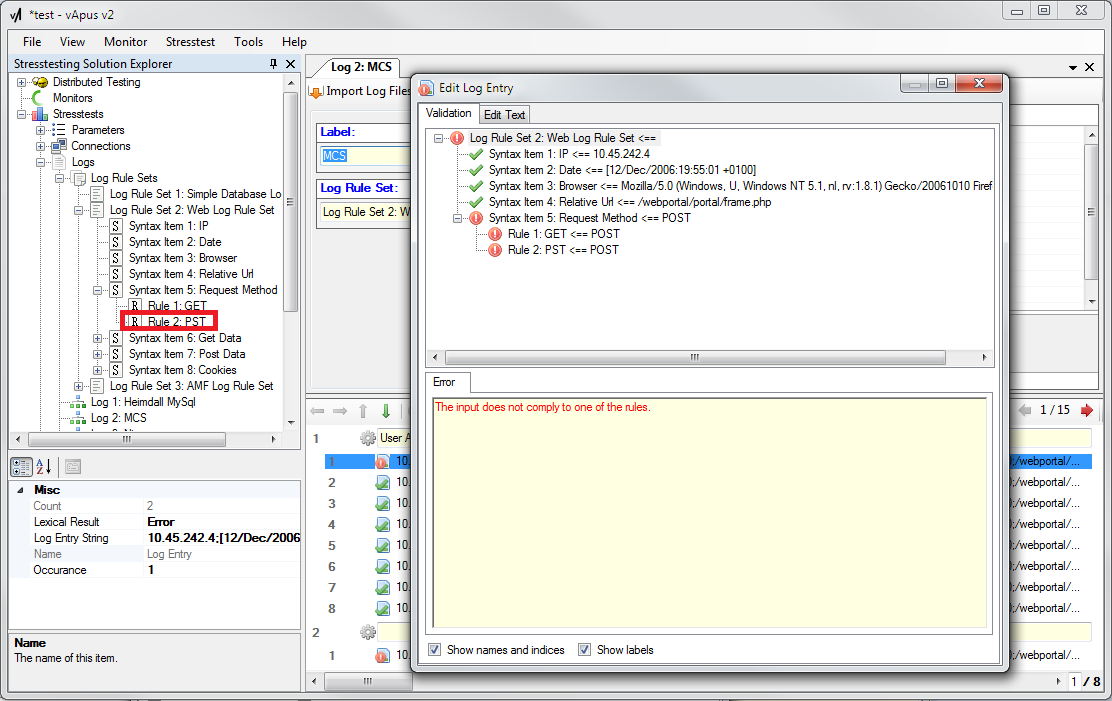 *test - vApus v2
File View Monitor Stresstest Tools Help
Stresstesting Solution Explorer
Distributed Testing
Monitors
Stresstests
Parameters
Connections
Logs
Log Rule Sets
Log Rule Set 1: Simple Database Lo
Log Rule Set 2: Web Log Rule Set
S Syntax Item 1: IP
S Syntax Item 2: Date
S Syntax Item 3: Browser
S Syntax Item 4: Relative Url
S Syntax Item 5: Request Method
R Rule 1: GET
R Rule 2: PST
S Syntax Item 6: Get Data
S Syntax Item 7: Post Data
S Syntax Item 8: Cookies
Log Rule Set 3: AMF Log Rule Set
Log 1: Heimdall MySql
Log 2: MCS
Misc
Count 2
Lexical Result Error
Log Entry String 10.45.242.4;[12/Dec/2006
Name Log Entry
Occurance 1
Name
The name of this item.
Log 2: MCS
Import Log Files
Label:
MCS
Log Rule Set:
Log Rule Set 2: W
1 / 15
1 User A
1 10. ;/webportal/...
2 10. ;/webportal/...
3 10. ;/webportal/...
4 10. ;/webportal/...
5 10. ;/webportal/...
6 10. ;/webportal/...
7 10. ;/webportal/...
8 10. ;/webportal/...
2
1 10. ;/webportal/...
1 / 8
Edit Log Entry
Validation Edit Text
Log Rule Set 2: Web Log Rule Set <==
Syntax Item 1: IP <== 10.45.242.4
Syntax Item 2: Date <== [12/Dec/2006:19:55:01 +0100]
Syntax Item 3: Browser <== Mozilla/5.0 (Windows, U, Windows NT 5.1, nl, rv:1.8.1) Gecko/20061010 Firef
Syntax Item 4: Relative Url <== /webportal/portal/frame.php
Syntax Item 5: Request Method <== POST
Rule 1: GET <== POST
Rule 2: PST <== POST
Error
The input does not comply to one of the rules.
Show names and indices Show labels